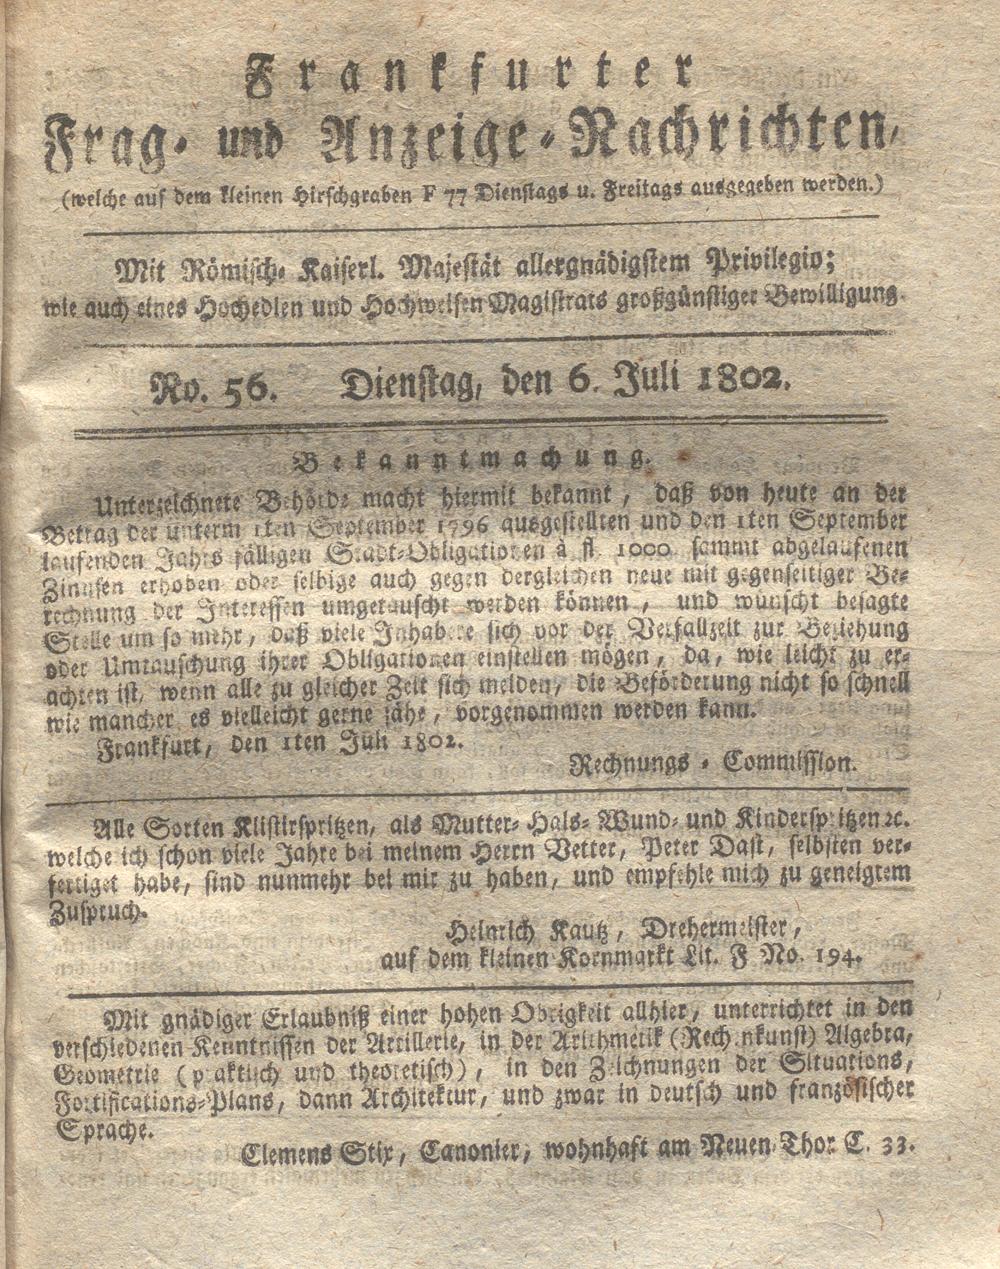 Frankfurter
Frag- und Anzeige-Nachrichten,
(welche auf dem kleinen Hirschgraben F 77 Dienstags u. Freitags ausgegeben werden.)
Mit Römisch- Kaiserl. Majestät allergnädigstem Privilegio;
wie auch eines Hochedlen und Hochweisen Magistrats großgünstiger Bewilligung.
No. 56. Dienstag, den 6. Juli 1802.
Bekanntmachung.
Unterzeichnete Behörde macht hiermit bekannt, daß von heute an der
Betrag der unterm 1ten September 1796 ausgestellten und den 1ten September
laufenden Jahrs fälligen Stadt-Obligationen à fl. 1000 sammt abgelaufenen
Zinnsen erhoben oder selbige auch gegen dergleichen neue mit gegenseitiger Be-
rechnung der Interessen umgetauscht werden können, und wünscht besagte
Stelle um so mehr, daß viele Inhabere sich vor der Verfallzeit zur Beziehung
oder Umtauschung ihrer Obligationen einstellen mögen, da, wie leicht zu er-
achten ist, wenn alle zu gleicher Zeit sich melden, die Beförderung nicht so schnell
wie mancher es vielleicht gerne sähe, vorgenommen werden kann.
Frankfurt, den 1ten Juli 1802.
Rechnungs-Commission.
Alle Sorten Klistirspritzen, als Mutter- Hals- Wund- und Kinderspritzen ꝛc.
welche ich schon viele Jahre bei meinem Herrn Vetter, Peter Dast, selbsten ver-
fertiget habe, sind nunmehr bei mir zu haben, und empfehle mich zu geneigtem
Zuspruch.
Heinrich Kautz, Drehermeister,
auf dem kleinen Kornmarkt Lit. F No. 194.
Mit gnädiger Erlaubniß einer hohen Obrigkeit allhier, unterrichtet in den
verschiedenen Kenntnissen der Artillerie, in der Arithmetik (Rechenkunst) Algebra,
Geometrie (praktisch und theoretisch), in den Zeichnungen der Situations,
Fortifications-Plans, dann Architektur, und zwar in deutsch und französischer
Sprache.
Clemens Stix, Canonier, wohnhaft am Neuen-Thor C. 33.